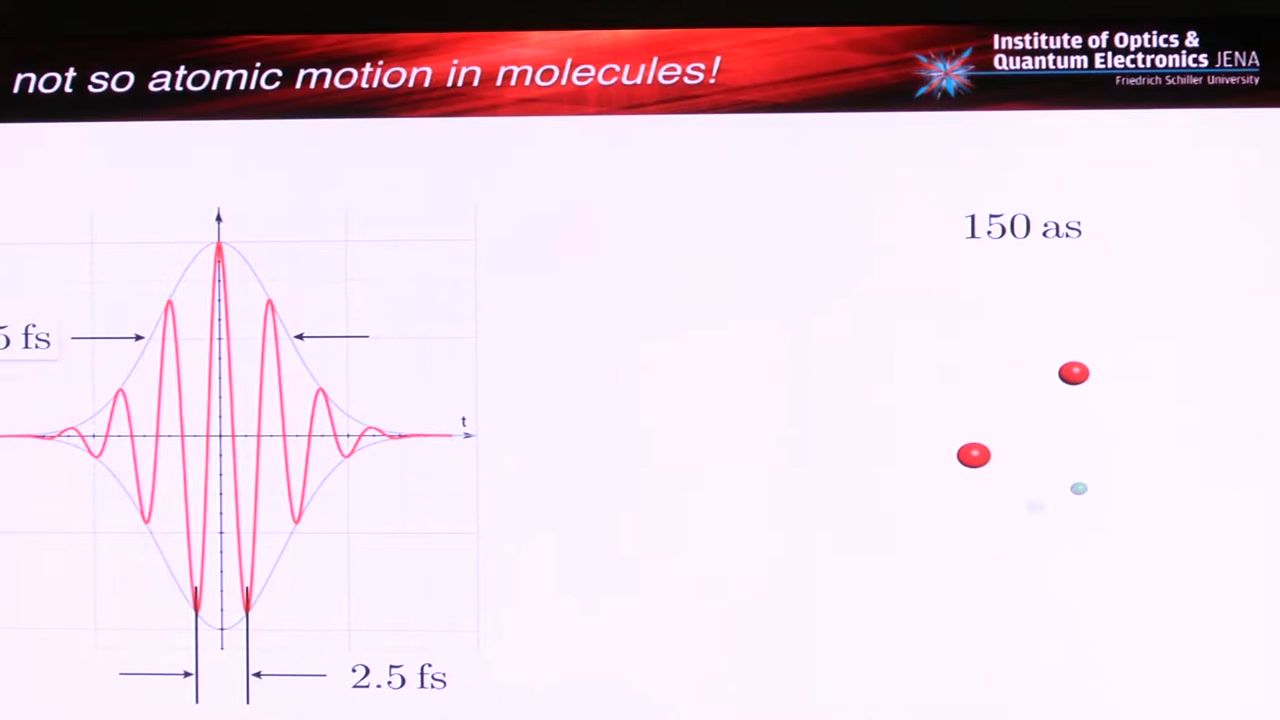 not so atomic motion in molecules!
Institute of Optics &
Quantum Electronics JENA
Friedrich Schiller University
150 as
5 fs
t
2.5 fs